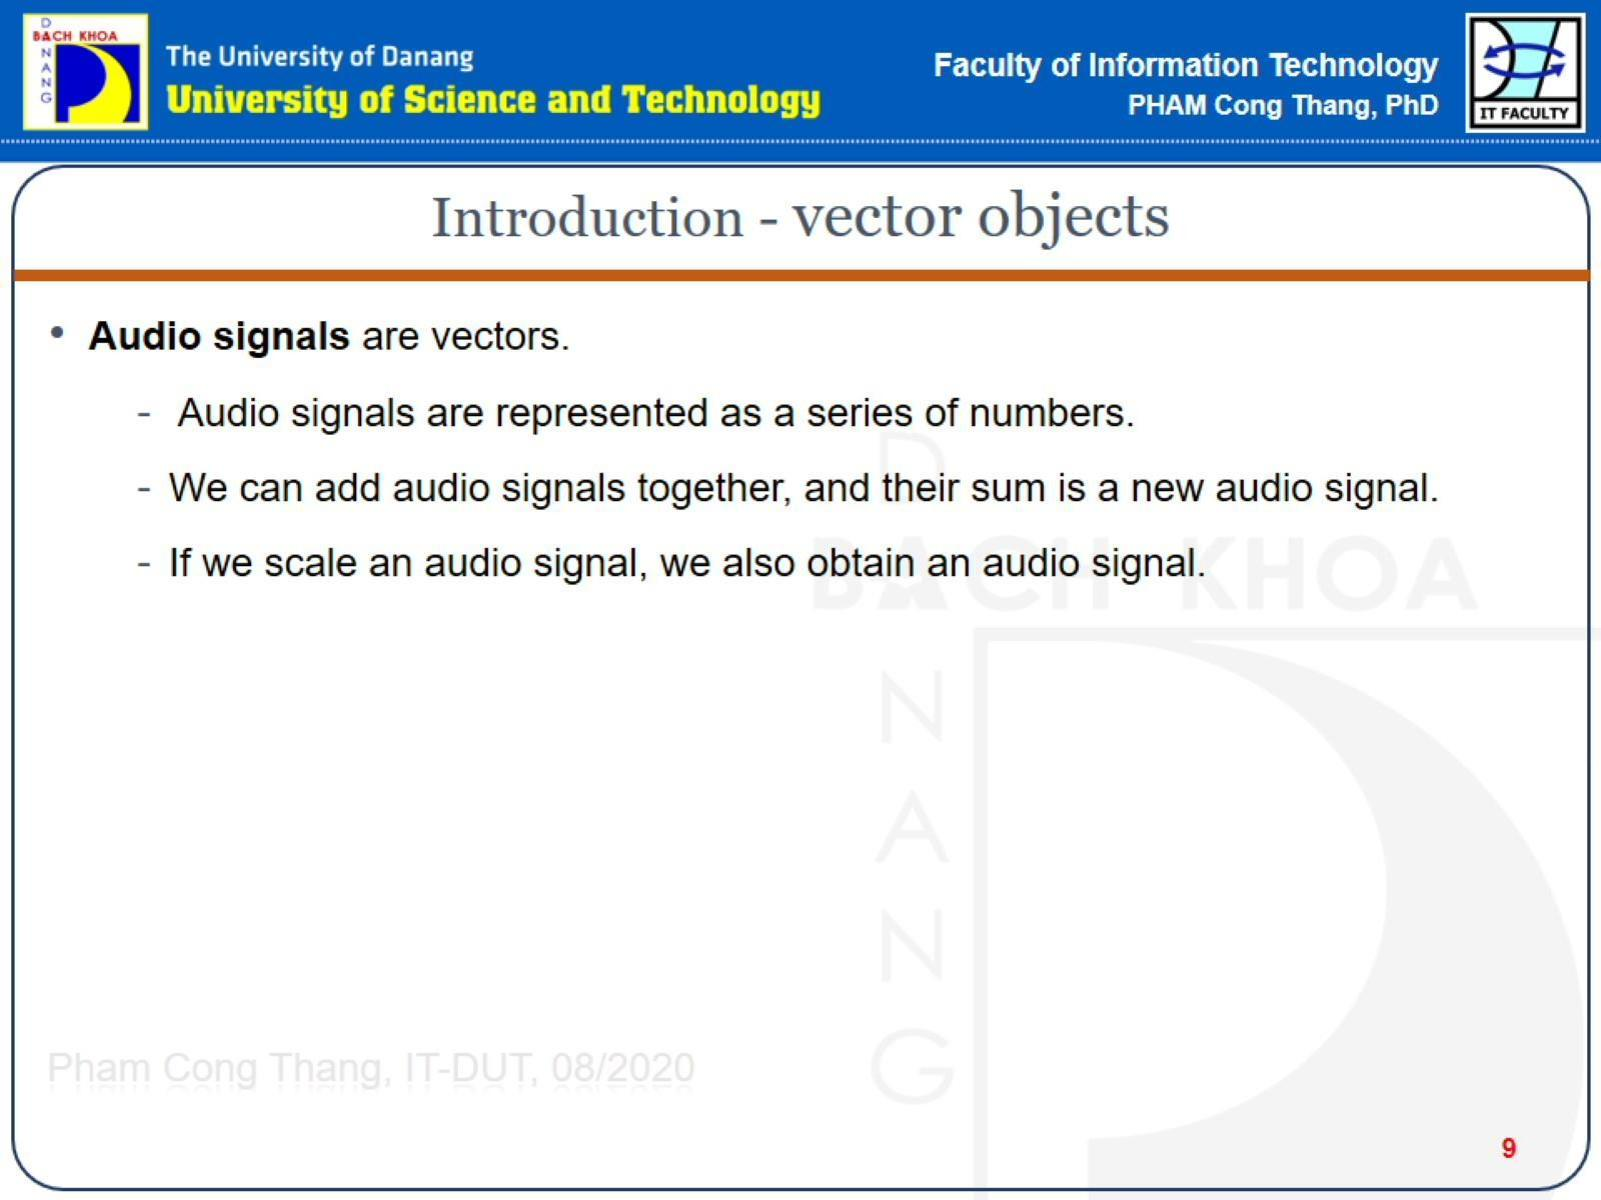 D
BACH KHOA
N
A
N
G
The University of Danang
University of Science and Technology
Faculty of Information Technology
PHAM Cong Thang, PhD
IT FACULTY
Introduction - vector objects
• Audio signals are vectors.
- Audio signals are represented as a series of numbers.
- We can add audio signals together, and their sum is a new audio signal.
- If we scale an audio signal, we also obtain an audio signal.
D
BACH KHOA
N
A
N
G
Pham Cong Thang, IT-DUT, 08/2020
9